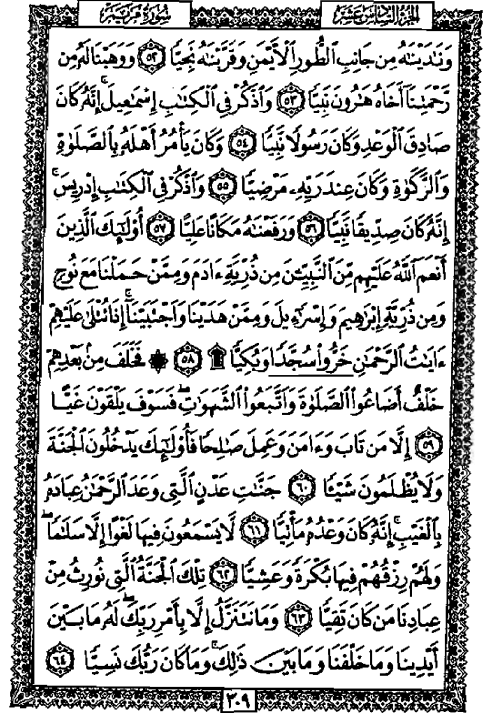 الجزء السادس عشر
سورة مريم
وَنَٰدَيْنَٰهُ مِن جَانِبِ ٱلطُّورِ ٱلْأَيْمَنِ وَقَرَّبْنَٰهُ نَجِيًّا ٥٢ وَوَهَبْنَا لَهُۥ مِن
رَّحْمَتِنَآ أَخَاهُ هَٰرُونَ نَبِيًّا ٥٣ وَٱذْكُرْ فِى ٱلْكِتَٰبِ إِسْمَٰعِيلَ ۚ إِنَّهُۥ كَانَ
صَادِقَ ٱلْوَعْدِ وَكَانَ رَسُولًا نَّبِيًّا ٥٤ وَكَانَ يَأْمُرُ أَهْلَهُۥ بِٱلصَّلَوٰةِ
وَٱلزَّكَوٰةِ وَكَانَ عِندَ رَبِّهِۦ مَرْضِيًّا ٥٥ وَٱذْكُرْ فِى ٱلْكِتَٰبِ إِدْرِيسَ ۚ
إِنَّهُۥ كَانَ صِدِّيقًا نَّبِيًّا ٥٦ وَرَفَعْنَٰهُ مَكَانًا عَلِيًّا ٥٧ أُو۟لَٰٓئِكَ ٱلَّذِينَ
أَنْعَمَ ٱللَّهُ عَلَيْهِم مِّنَ ٱلنَّبِيِّۦنَ مِن ذُرِّيَّةِ ءَادَمَ وَمِمَّنْ حَمَلْنَا مَعَ نُوحٍ
وَمِن ذُرِّيَّةِ إِبْرَٰهِيمَ وَإِسْرَٰٓءِيلَ وَمِمَّنْ هَدَيْنَا وَٱجْتَبَيْنَآ ۚ إِذَا تُتْلَىٰ عَلَيْهِمْ
ءَايَٰتُ ٱلرَّحْمَٰنِ خَرُّوا۟ سُجَّدًا وَبُكِيًّا ۩ ٥٨ ۞ فَخَلَفَ مِنۢ بَعْدِهِمْ
خَلْفٌ أَضَاعُوا۟ ٱلصَّلَوٰةَ وَٱتَّبَعُوا۟ ٱلشَّهَوَٰتِ ۖ فَسَوْفَ يَلْقَوْنَ غَيًّا
٥٩ إِلَّا مَن تَابَ وَءَامَنَ وَعَمِلَ صَٰلِحًا فَأُو۟لَٰٓئِكَ يَدْخُلُونَ ٱلْجَنَّةَ
وَلَا يُظْلَمُونَ شَيْـًٔا ٦٠ جَنَّٰتِ عَدْنٍ ٱلَّتِى وَعَدَ ٱلرَّحْمَٰنُ عِبَادَهُۥ
بِٱلْغَيْبِ ۚ إِنَّهُۥ كَانَ وَعْدُهُۥ مَأْتِيًّا ٦١ لَّا يَسْمَعُونَ فِيهَا لَغْوًا إِلَّا سَلَٰمًا ۖ
وَلَهُمْ رِزْقُهُمْ فِيهَا بُكْرَةً وَعَشِيًّا ٦٢ تِلْكَ ٱلْجَنَّةُ ٱلَّتِى نُورِثُ مِنْ
عِبَادِنَا مَن كَانَ تَقِيًّا ٦٣ وَمَا نَتَنَزَّلُ إِلَّا بِأَمْرِ رَبِّكَ ۖ لَهُۥ مَا بَيْنَ
أَيْدِينَا وَمَا خَلْفَنَا وَمَا بَيْنَ ذَٰلِكَ ۚ وَمَا كَانَ رَبُّكَ نَسِيًّا ٦٤
٣٠٩